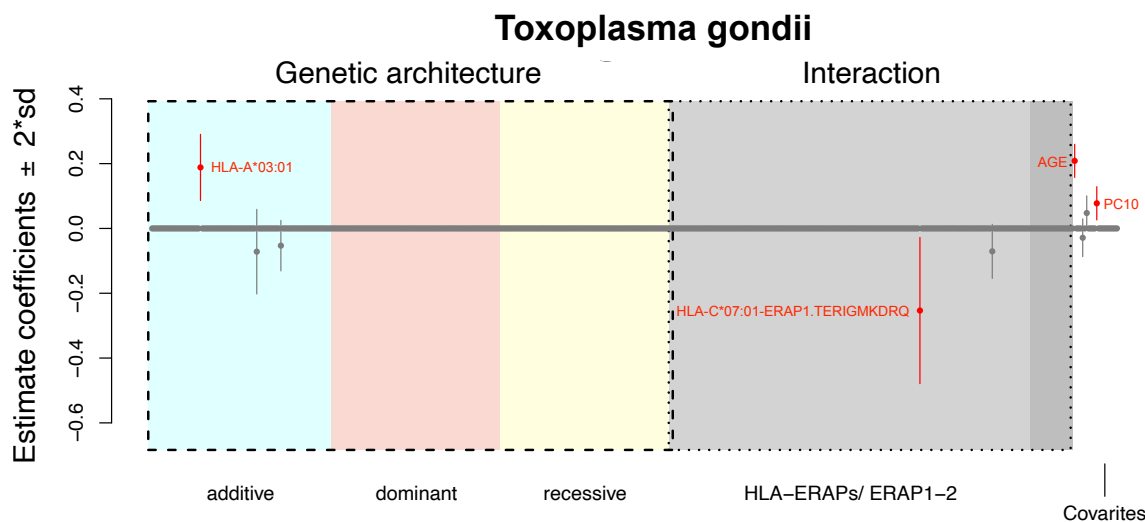 Toxoplasma gondii
Genetic architecture
Interaction
Estimate coefficients ± 2*sd
0.4
0.2
0.0
−0.2
−0.4
−0.6
HLA-A*03:01
AGE
PC10
HLA-C*07:01-ERAP1.TERIGMKDRQ
additive
dominant
recessive
HLA−ERAPs/ ERAP1−2
Covarites